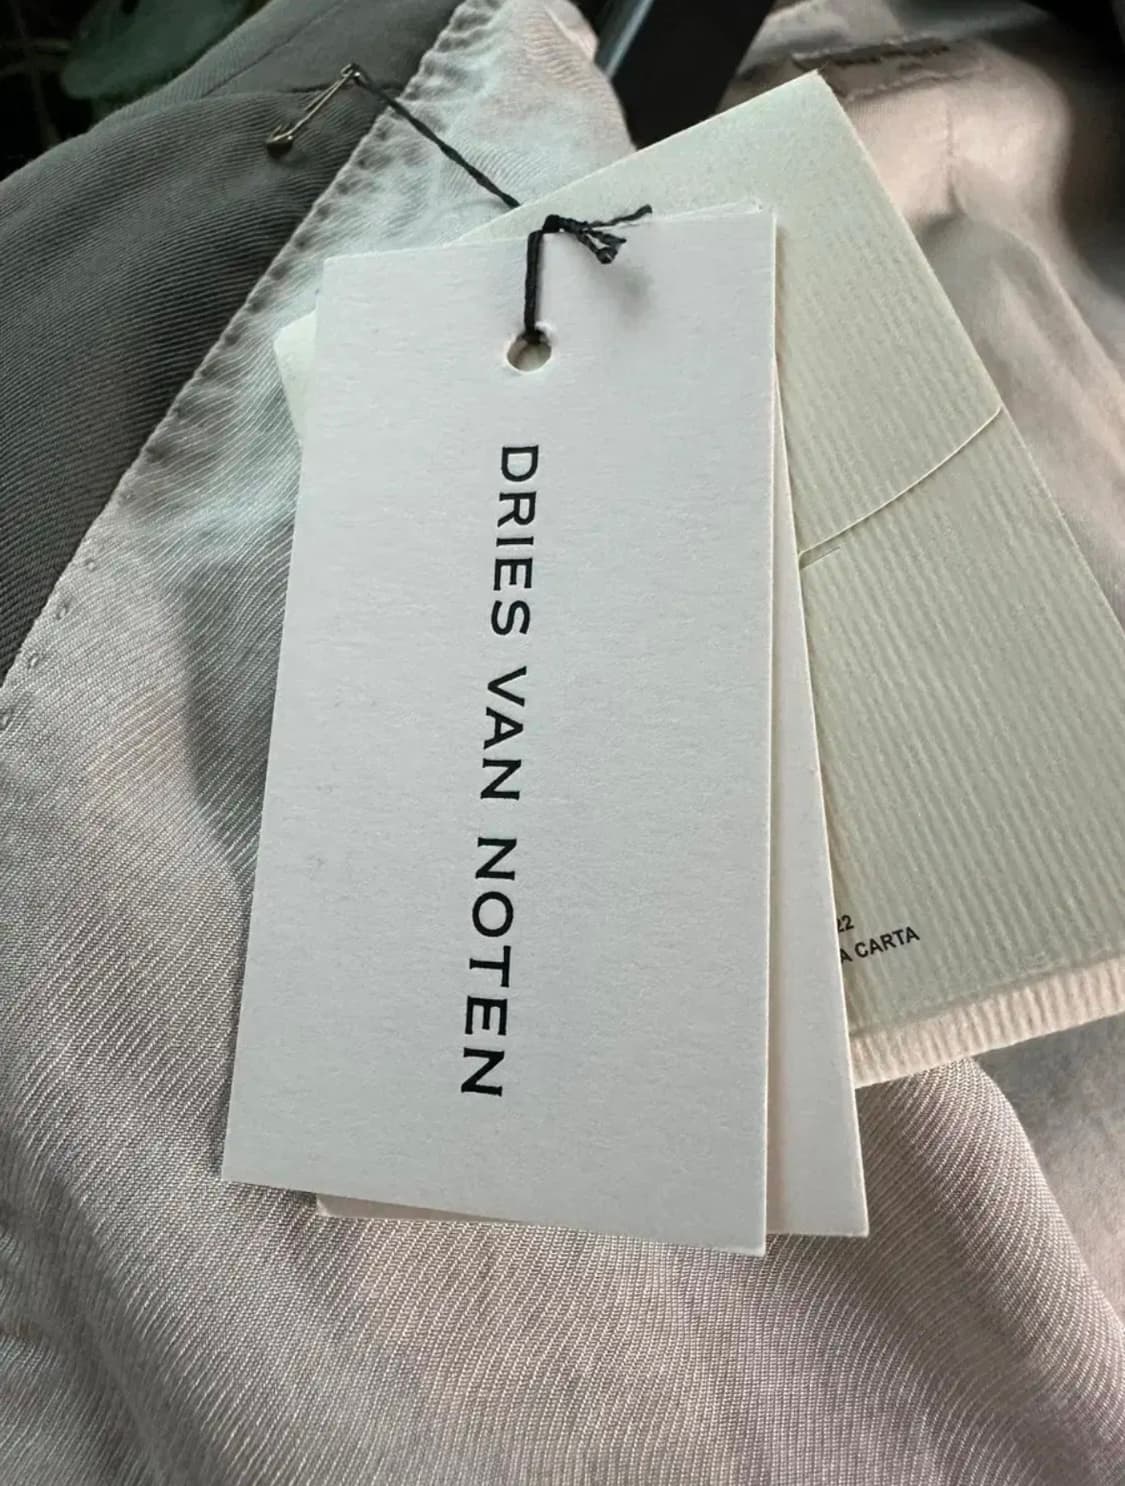 DRIES VAN NOTEN
22
A CARTA